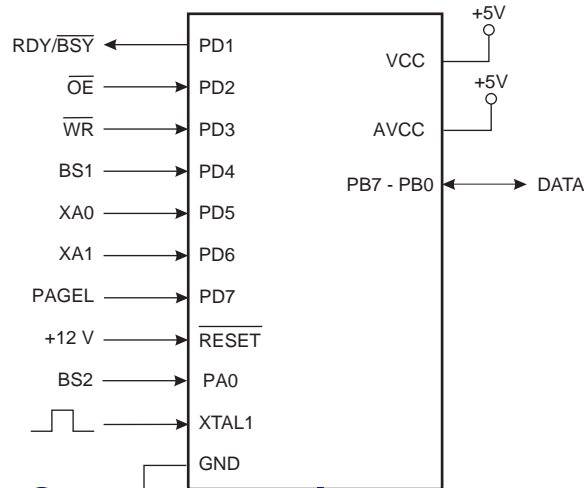 RDY/BSY PD1
OE PD2
WR PD3
BS1 PD4
XA0 PD5
XA1 PD6
PAGEL PD7
+12 V RESET
BS2 PA0
XTAL1
GND
+5V
VCC
+5V
AVCC
PB7 - PB0 DATA